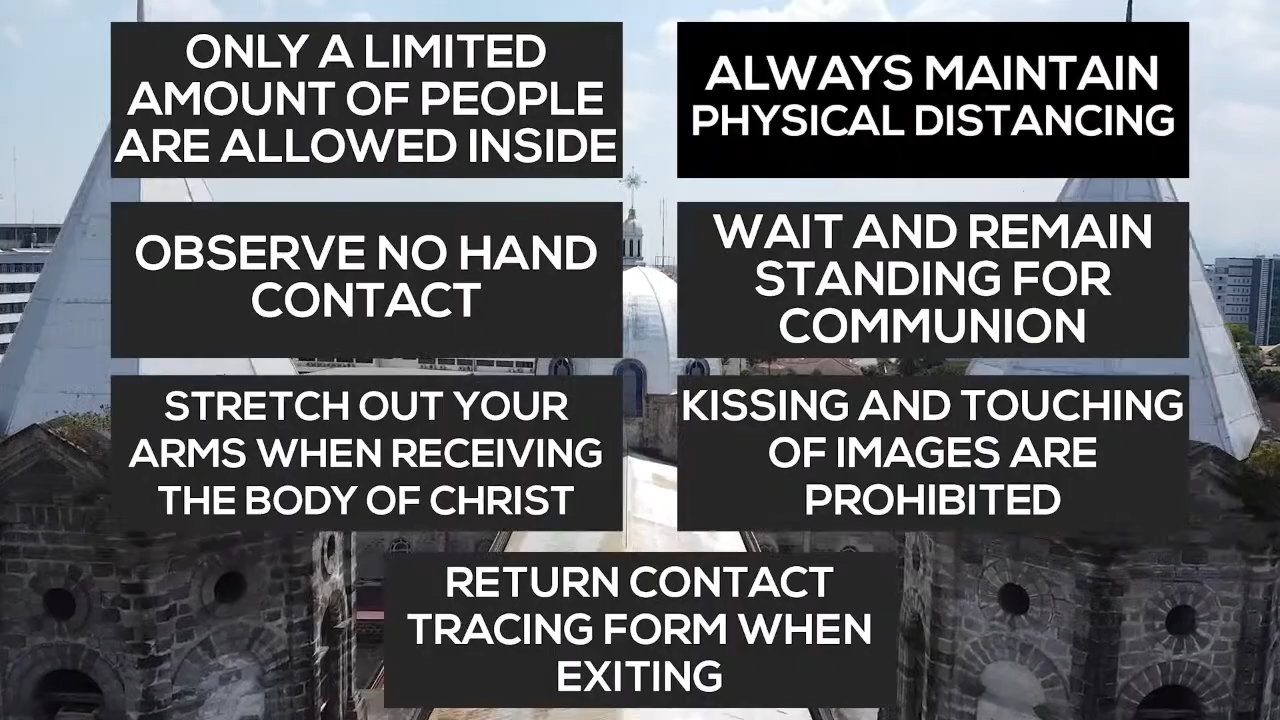 ONLY A LIMITED
AMOUNT OF PEOPLE
ARE ALLOWED INSIDE
ALWAYS MAINTAIN
PHYSICAL DISTANCING
OBSERVE NO HAND
CONTACT
WAIT AND REMAIN
STANDING FOR
COMMUNION
STRETCH OUT YOUR
ARMS WHEN RECEIVING
THE BODY OF CHRIST
KISSING AND TOUCHING
OF IMAGES ARE
PROHIBITED
RETURN CONTACT
TRACING FORM WHEN
EXITING